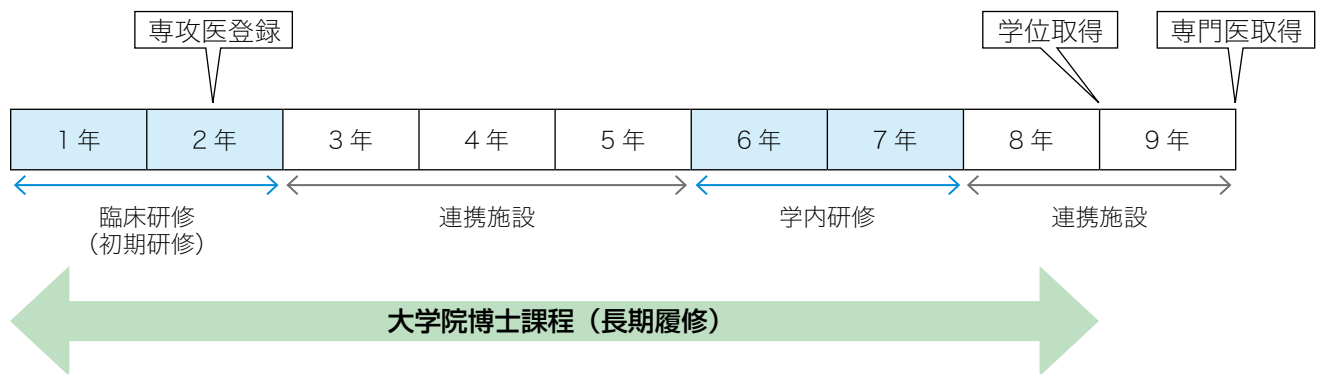 専攻医登録
学位取得
専門医取得
1年
2年
3年
4年
5年
6年
7年
8年
9年
臨床研修
（初期研修）
連携施設
学内研修
連携施設
大学院博士課程（長期履修）